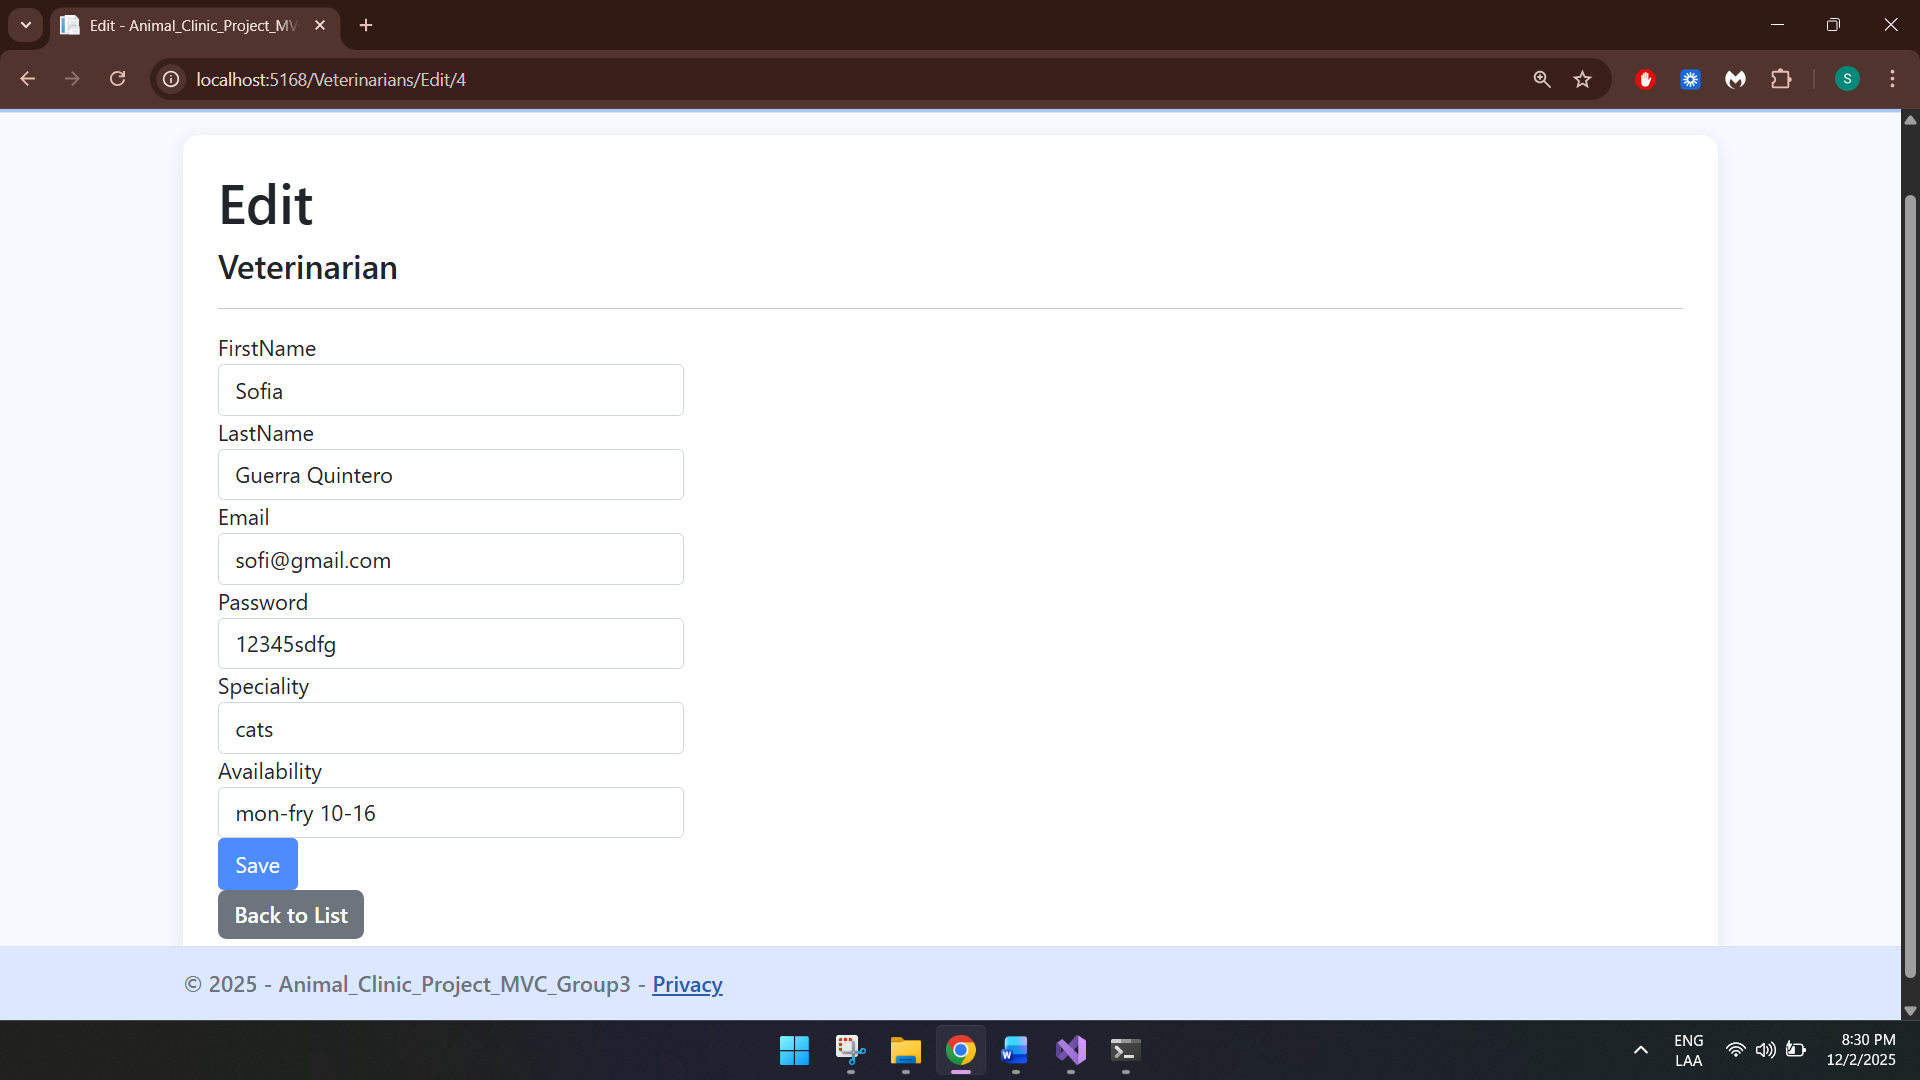 Edit - Animal_Clinic_Project_MV
localhost:5168/Veterinarians/Edit/4
S
Edit
Veterinarian
FirstName
Sofia
LastName
Guerra Quintero
Email
sofi@gmail.com
Password
12345sdfg
Speciality
cats
Availability
mon-fry 10-16
Save
Back to List
© 2025 - Animal_Clinic_Project_MVC_Group3 - Privacy
W
ENG
LAA
8:30 PM
12/2/2025